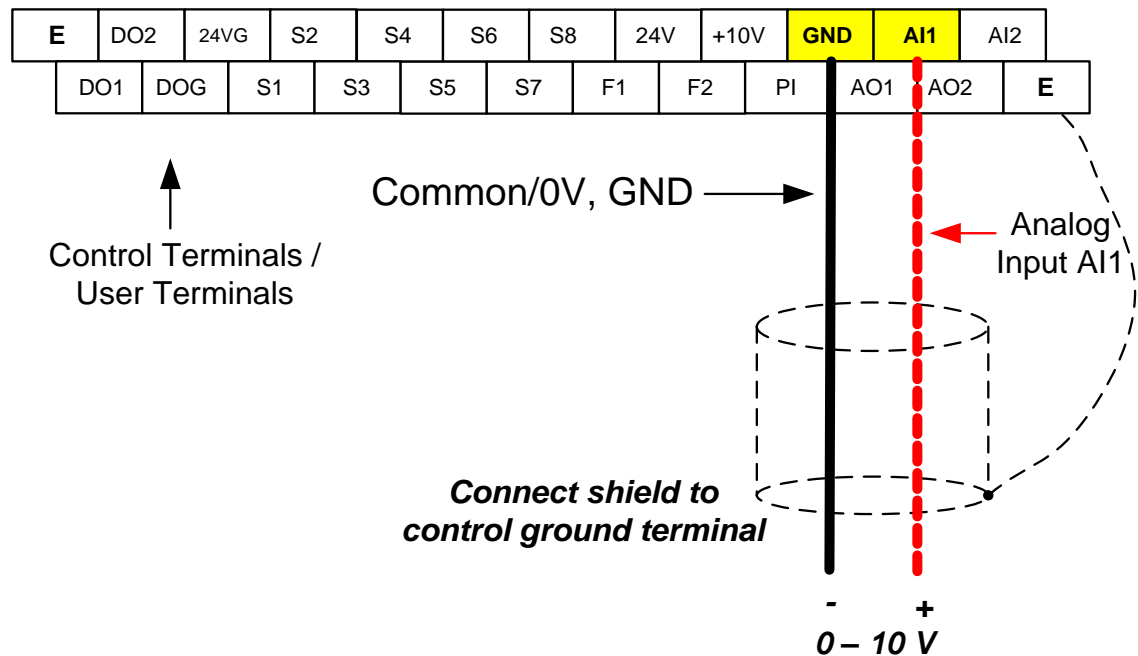 E DO2 24VG S2 S4 S6 S8 24V +10V GND AI1 AI2
DO1 DOG S1 S3 S5 S7 F1 F2 PI AO1 AO2 E
Common/0V, GND
Control Terminals /
User Terminals
Analog
Input AI1
Connect shield to
control ground terminal
- +
0 – 10 V